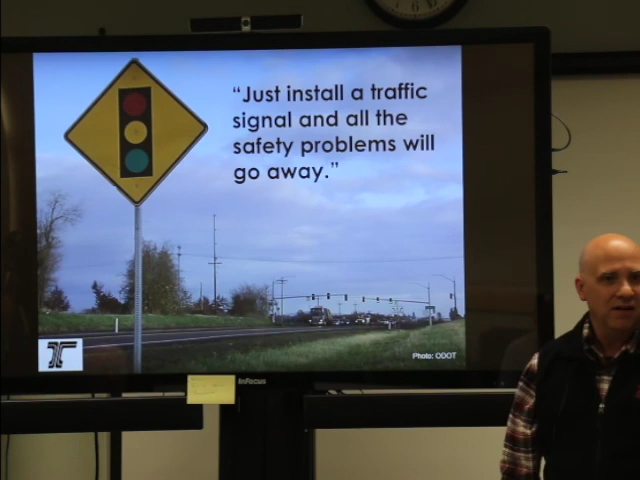 “Just install a traffic
signal and all the
safety problems will
go away.”
Photo: ODOT
InFocus